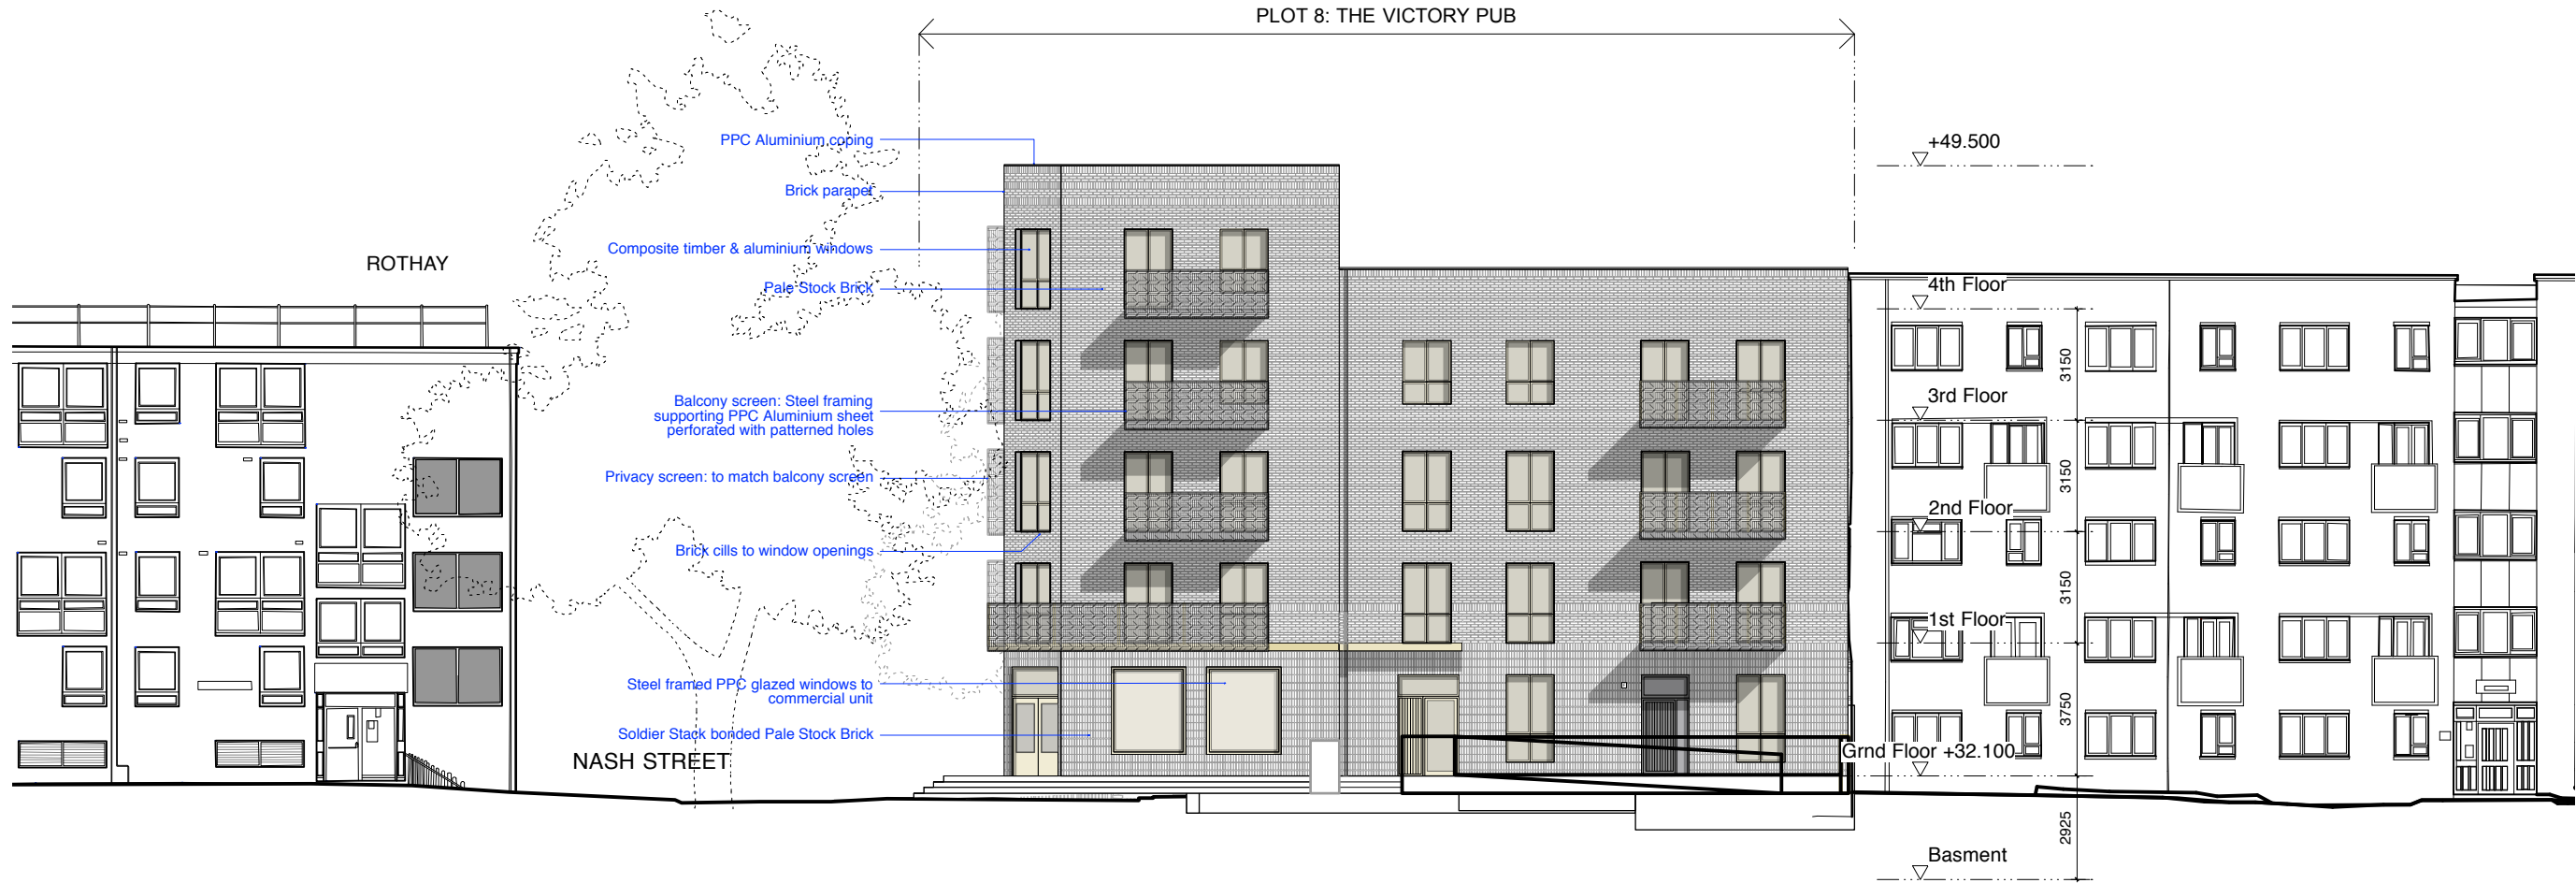 PLOT 8: THE VICTORY PUB
PPC Aluminium coping
+49.500
Brick parapet
Composite timber & aluminium windows
ROTHAY
Pale Stock Brick
4th Floor
3150
3rd Floor
Balcony screen: Steel framing
supporting PPC Aluminium sheet
perforated with patterned holes
3150
Privacy screen: to match balcony screen
2nd Floor
Brick cills to window openings
3150
1st Floor
Steel framed PPC glazed windows to
commercial unit
3750
Soldier Stack bonded Pale Stock Brick
NASH STREET
Grnd Floor +32.100
2925
Basment